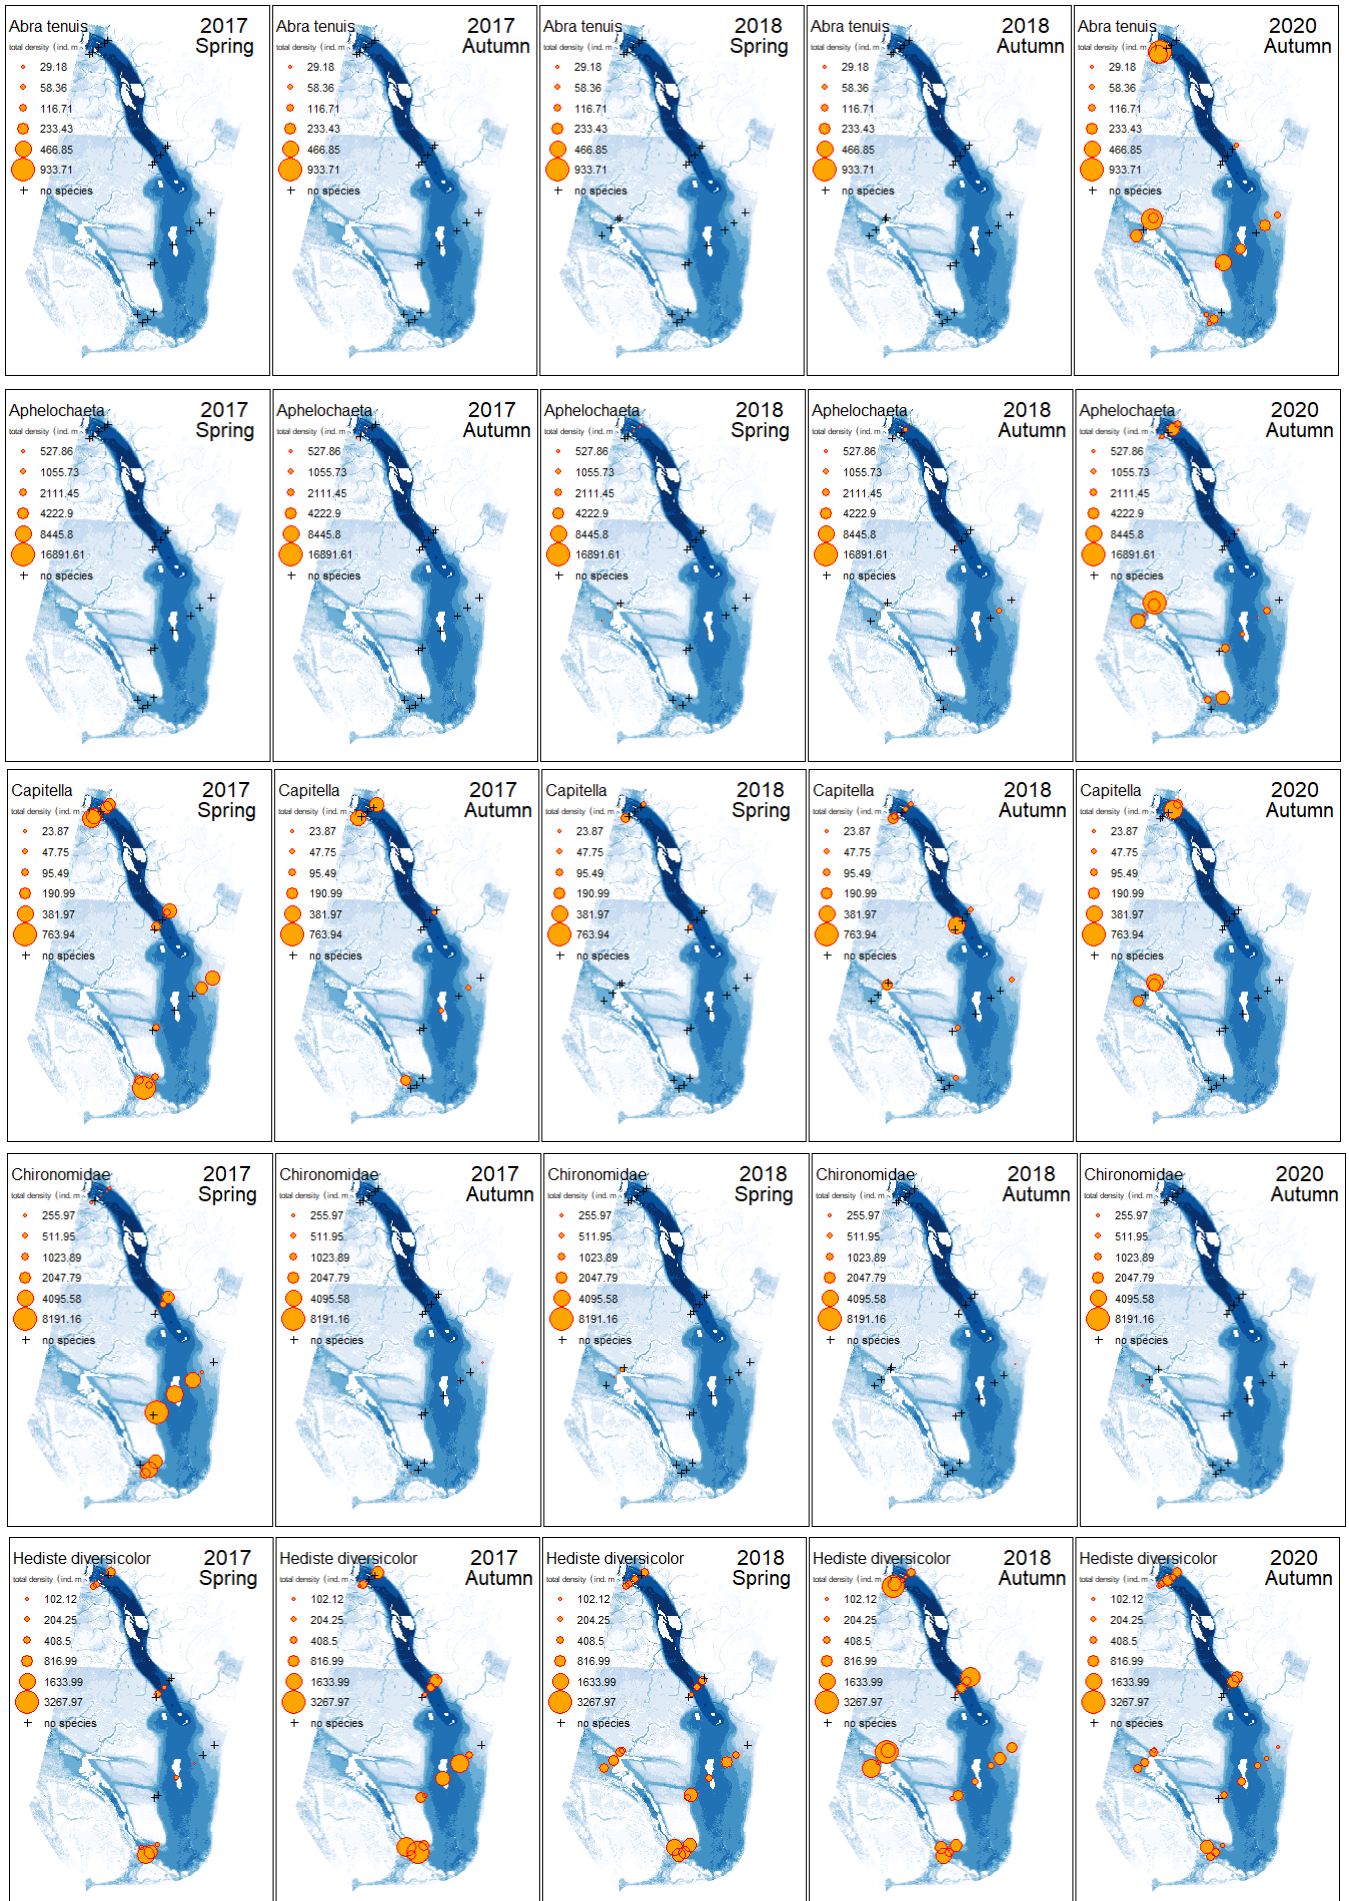 Abra tenuis
2017
Spring
total density (ind. m
29.18
58.36
116.71
233.43
466.85
933.71
no species
Abra tenuis
2017
Autumn
total density (ind. m
29.18
58.36
116.71
233.43
466.85
933.71
no species
Abra tenuis
2018
Spring
total density (ind. m
29.18
58.36
116.71
233.43
466.85
933.71
no species
Abra tenuis
2018
Autumn
total density (ind. m
29.18
58.36
116.71
233.43
466.85
933.71
no species
Abra tenuis
2020
Autumn
total density (ind. m
29.18
58.36
116.71
233.43
466.85
933.71
no species
Aphelochaeta
2017
Spring
total density (ind. m
527.86
1055.73
2111.45
4222.9
8445.8
16891.61
no species
Aphelochaeta
2017
Autumn
total density (ind. m
527.86
1055.73
2111.45
4222.9
8445.8
16891.61
no species
Aphelochaeta
2018
Spring
total density (ind. m
527.86
1055.73
2111.45
4222.9
8445.8
16891.61
no species
Aphelochaeta
2018
Autumn
total density (ind. m
527.86
1055.73
2111.45
4222.9
8445.8
16891.61
no species
Aphelochaeta
2020
Autumn
total density (ind. m
527.86
1055.73
2111.45
4222.9
8445.8
16891.61
no species
Capitella
2017
Spring
total density (ind. m
23.87
47.75
95.49
190.99
381.97
763.94
no species
Capitella
2017
Autumn
total density (ind. m
23.87
47.75
95.49
190.99
381.97
763.94
no species
Capitella
2018
Spring
total density (ind. m
23.87
47.75
95.49
190.99
381.97
763.94
no species
Capitella
2018
Autumn
total density (ind. m
23.87
47.75
95.49
190.99
381.97
763.94
no species
Capitella
2020
Autumn
total density (ind. m
23.87
47.75
95.49
190.99
381.97
763.94
no species
Chironomidae
2017
Spring
total density (ind. m
255.97
511.95
1023.89
2047.79
4095.58
8191.16
no species
Chironomidae
2017
Autumn
total density (ind. m
255.97
511.95
1023.89
2047.79
4095.58
8191.16
no species
Chironomidae
2018
Spring
total density (ind. m
255.97
511.95
1023.89
2047.79
4095.58
8191.16
no species
Chironomidae
2018
Autumn
total density (ind. m
255.97
511.95
1023.89
2047.79
4095.58
8191.16
no species
Chironomidae
2020
Autumn
total density (ind. m
255.97
511.95
1023.89
2047.79
4095.58
8191.16
no species
Hediste diversicolor
2017
Spring
total density (ind. m
102.12
204.25
408.5
816.99
1633.99
3267.97
no species
Hediste diversicolor
2017
Autumn
total density (ind. m
102.12
204.25
408.5
816.99
1633.99
3267.97
no species
Hediste diversicolor
2018
Spring
total density (ind. m
102.12
204.25
408.5
816.99
1633.99
3267.97
no species
Hediste diversicolor
2018
Autumn
total density (ind. m
102.12
204.25
408.5
816.99
1633.99
3267.97
no species
Hediste diversicolor
2020
Autumn
total density (ind. m
102.12
204.25
408.5
816.99
1633.99
3267.97
no species